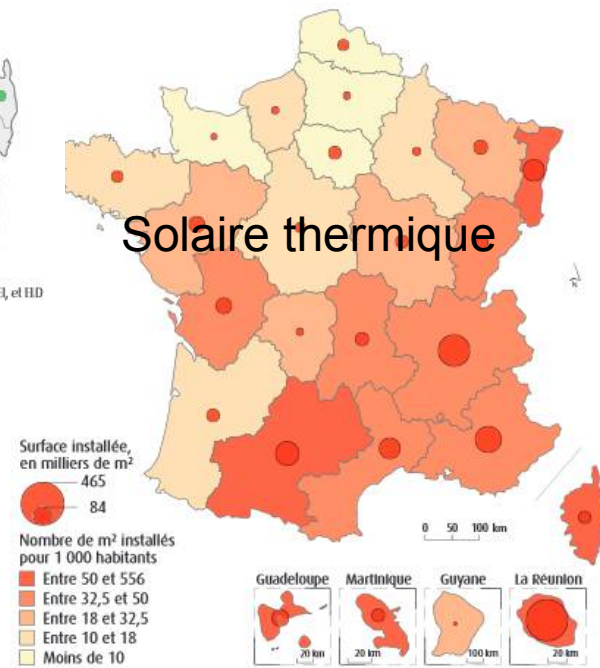 Solaire thermique
H, et HD
Surface installée,
en milliers de m²
465
84
Nombre de m² installés
pour 1 000 habitants
Entre 50 et 556
Entre 32,5 et 50
Entre 18 et 32,5
Entre 10 et 18
Moins de 10
0 50 100 km
Guadeloupe Martinique Guyane La Réunion
20 km 20 km 100 km 20 km